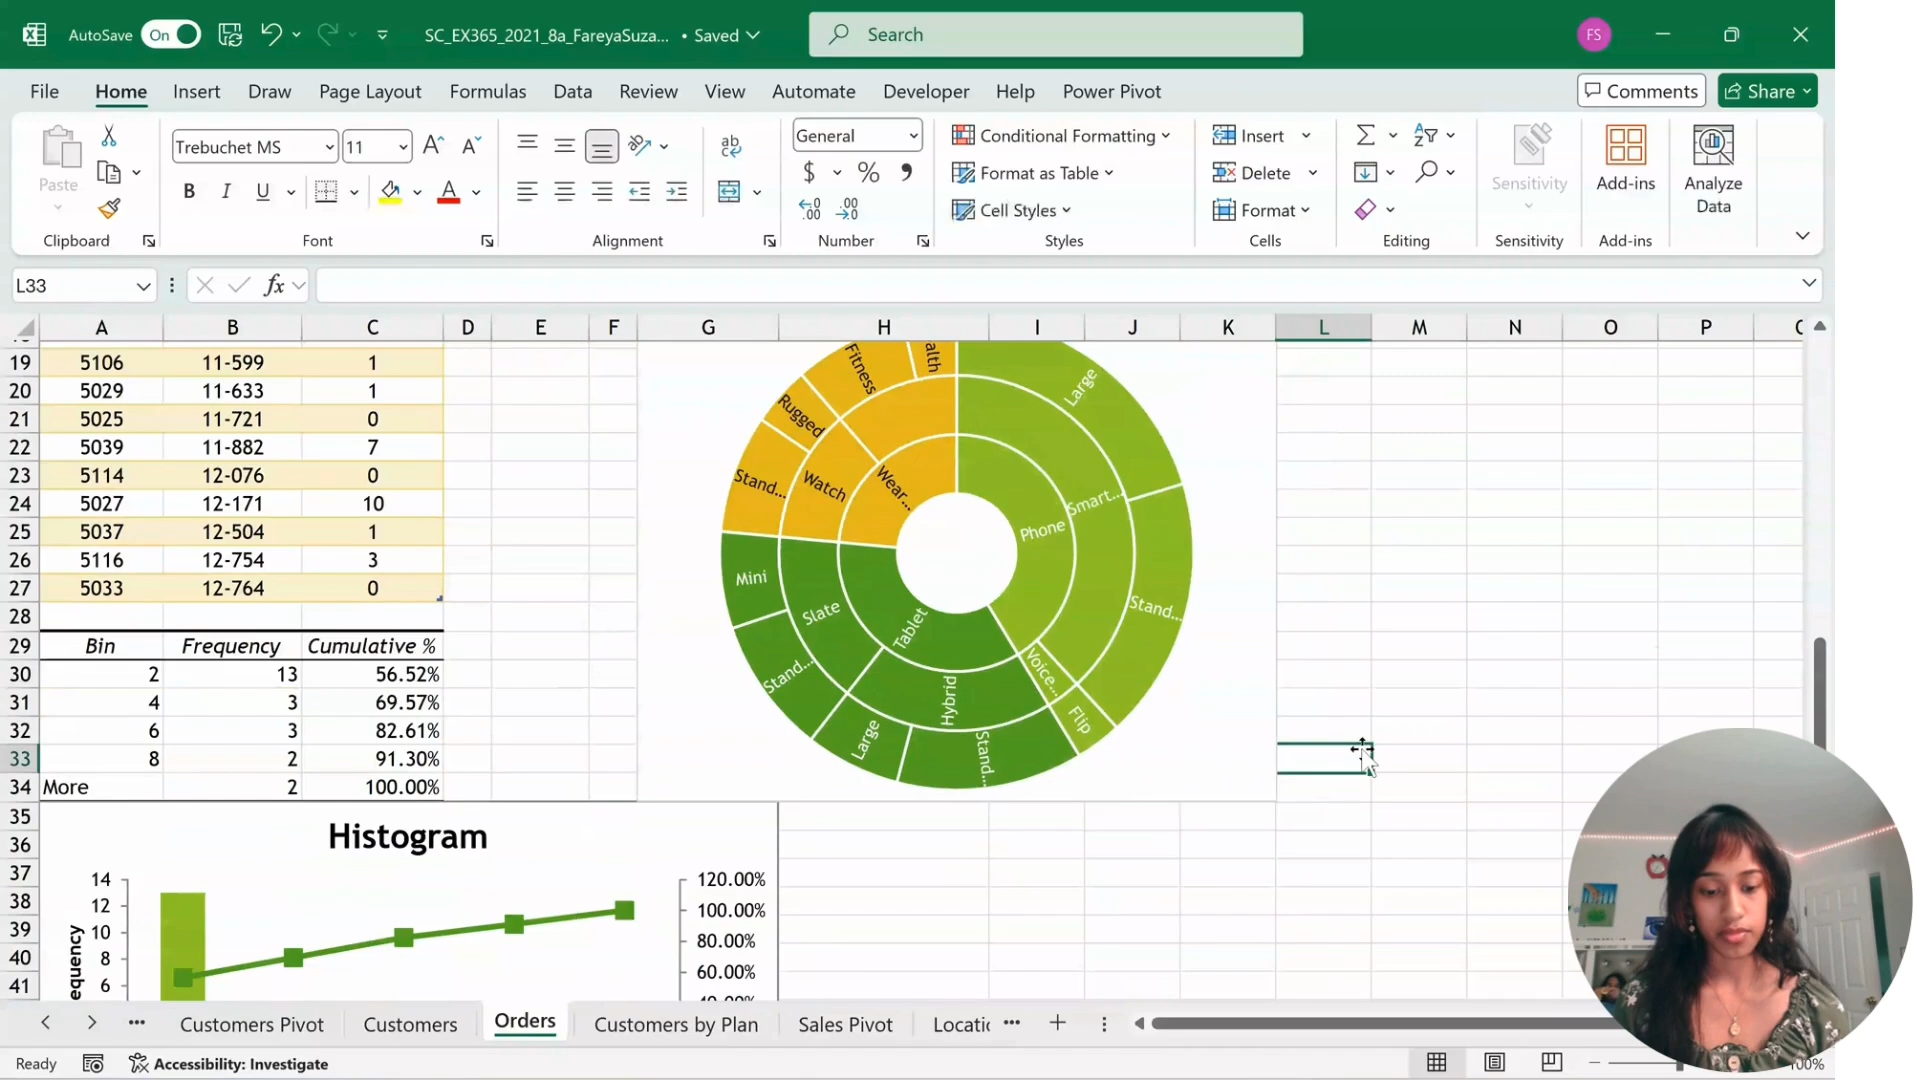 AutoSave On SC_EX365_2021_8a_FareyaSuza... • Saved Search FS
File Home Insert Draw Page Layout Formulas Data Review View Automate Developer Help Power Pivot Comments Share
Paste
Clipboard
Trebuchet MS 11
B I U A
Font
ab
Alignment
General
$ % ,
Number
Conditional Formatting
Format as Table
Cell Styles
Styles
Insert
Delete
Format
Cells
Editing
Sensitivity
Sensitivity
Add-ins
Add-ins
Analyze
Data
L33 fx
A B C D E F G H I J K L M N O P
19 5106 11-599 1
20 5029 11-633 1
21 5025 11-721 0
22 5039 11-882 7
23 5114 12-076 0
24 5027 12-171 10
25 5037 12-504 1
26 5116 12-754 3
27 5033 12-764 0
28
29 Bin Frequency Cumulative %
30 2 13 56.52%
31 4 3 69.57%
32 6 3 82.61%
33 8 2 91.30%
34 More 2 100.00%
35
36
37
38
39
40
41
Fitness
alth
Large
Rugged
Stand...
Watch
Wear...
Phone
Smart...
Stand...
Mini
Slate
Tablet
Stand...
Hybrid
Voice...
Flip
Large
Stand...
Histogram
14
12
10
8
6
equency
120.00%
100.00%
80.00%
60.00%
Customers Pivot Customers Orders Customers by Plan Sales Pivot Locatic
Ready Accessibility: Investigate 100%